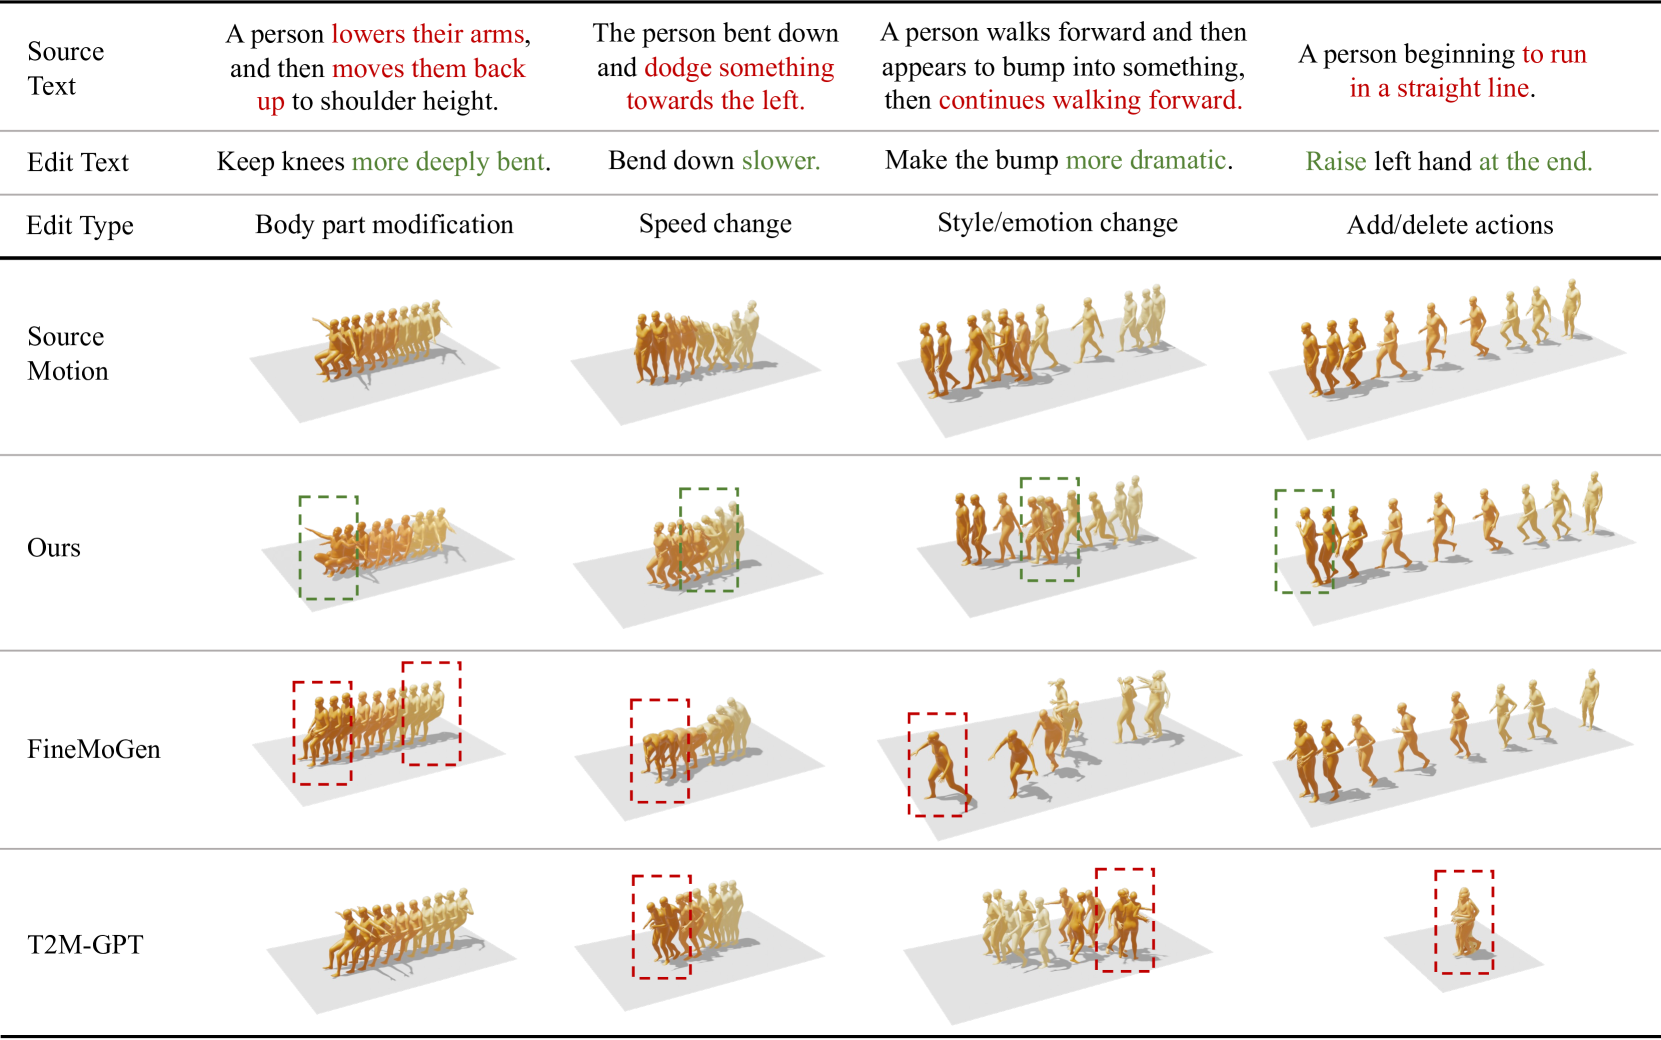 Source
Text
A person lowers their arms,
and then moves them back
up to shoulder height.
The person bent down
and dodge something
towards the left.
A person walks forward and then
appears to bump into something,
then continues walking forward.
A person beginning to run
in a straight line.
Edit Text
Keep knees more deeply bent.
Bend down slower.
Make the bump more dramatic.
Raise left hand at the end.
Edit Type
Body part modification
Speed change
Style/emotion change
Add/delete actions
Source
Motion
Ours
FineMoGen
T2M-GPT